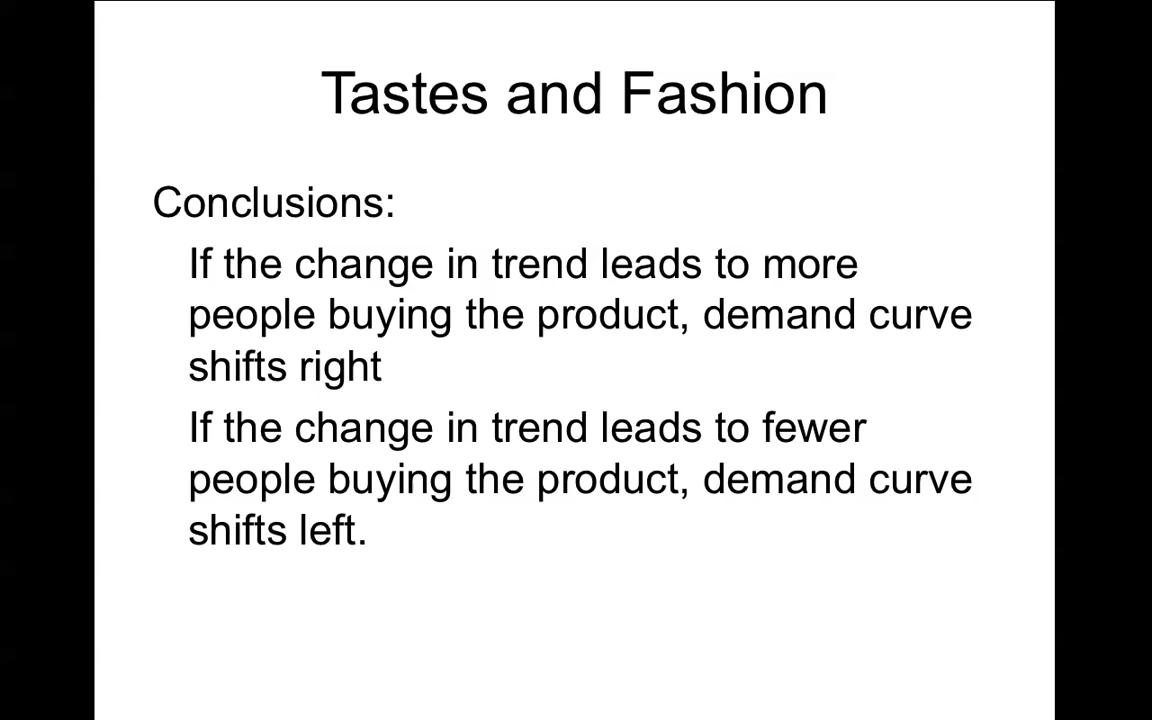 Tastes and Fashion
Conclusions:
If the change in trend leads to more
people buying the product, demand curve
shifts right
If the change in trend leads to fewer
people buying the product, demand curve
shifts left.